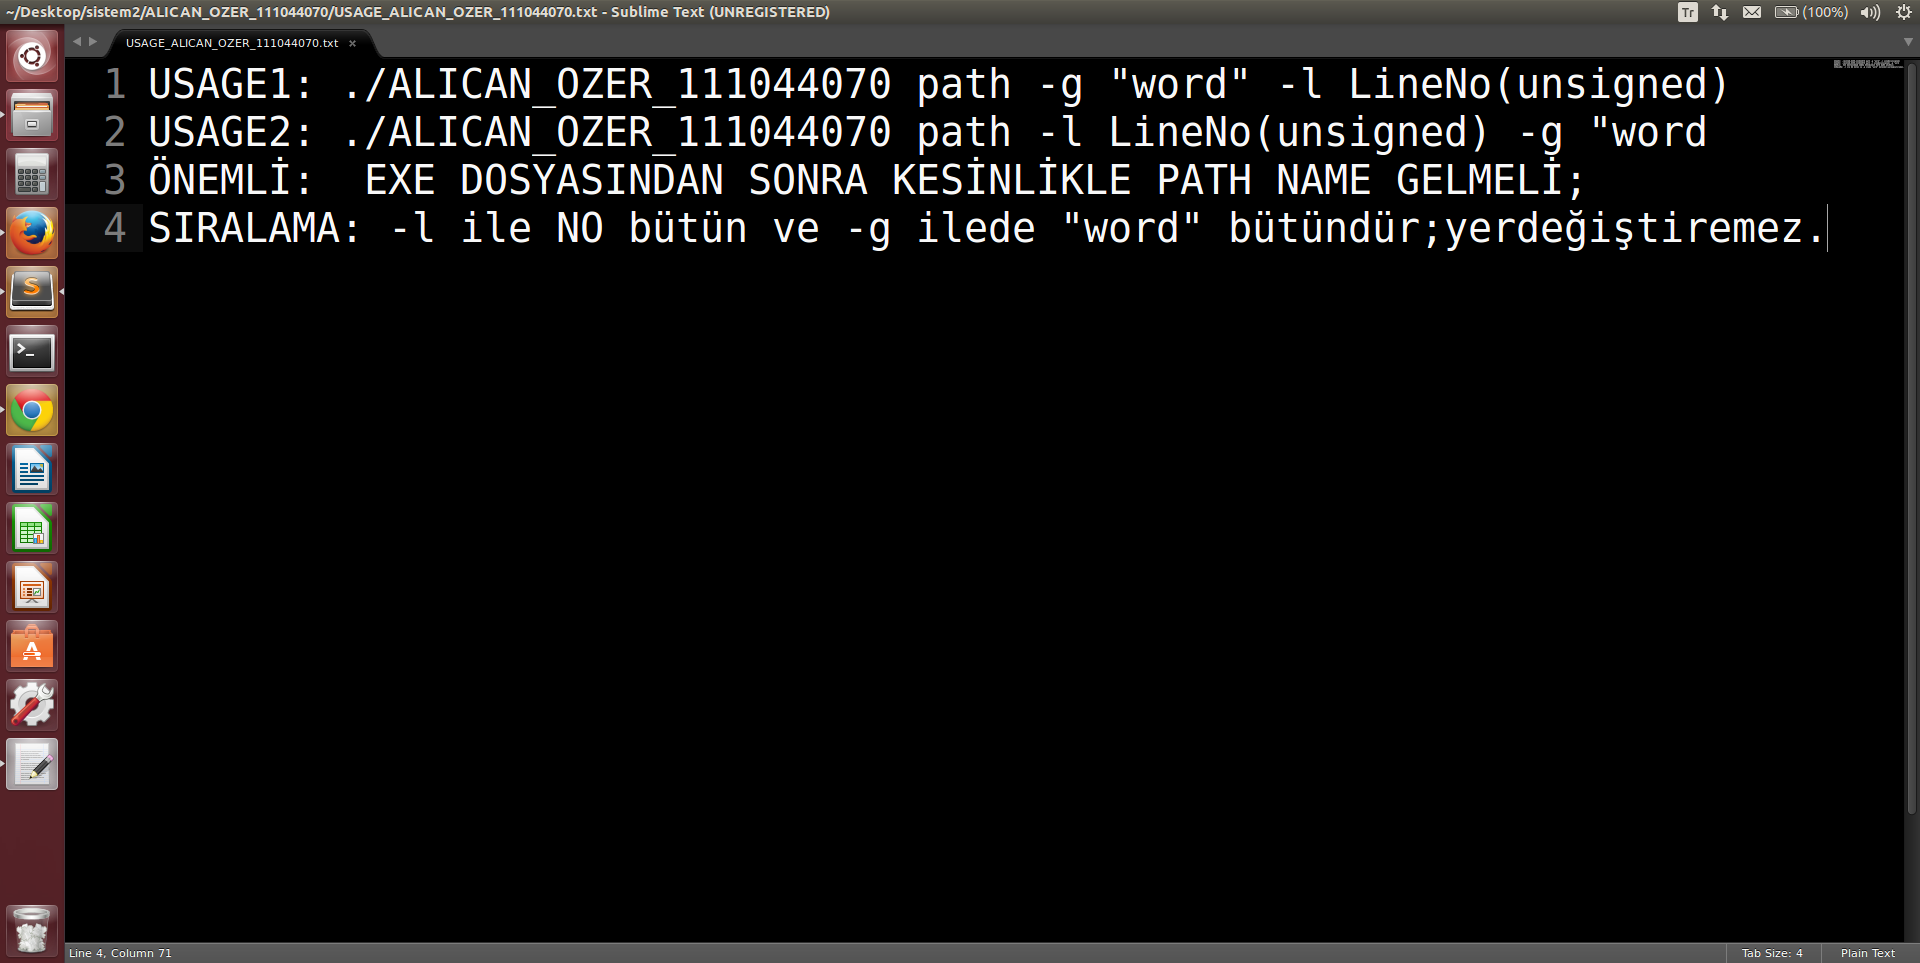 ~/Desktop/sistem2/ALICAN_OZER_111044070/USAGE_ALICAN_OZER_111044070.txt - Sublime Text (UNREGISTERED)
Tr (100%)
USAGE_ALICAN_OZER_111044070.txt ×
1 USAGE1: ./ALICAN_OZER_111044070 path -g "word" -l LineNo(unsigned)
2 USAGE2: ./ALICAN_OZER_111044070 path -l LineNo(unsigned) -g "word
3 ÖNEMLİ:  EXE DOSYASINDAN SONRA KESİNLİKLE PATH NAME GELMELİ;
4 SIRALAMA: -l ile NO bütün ve -g ilede "word" bütündür;yerdeğiştiremez.
Line 4, Column 71 Tab Size: 4 Plain Text